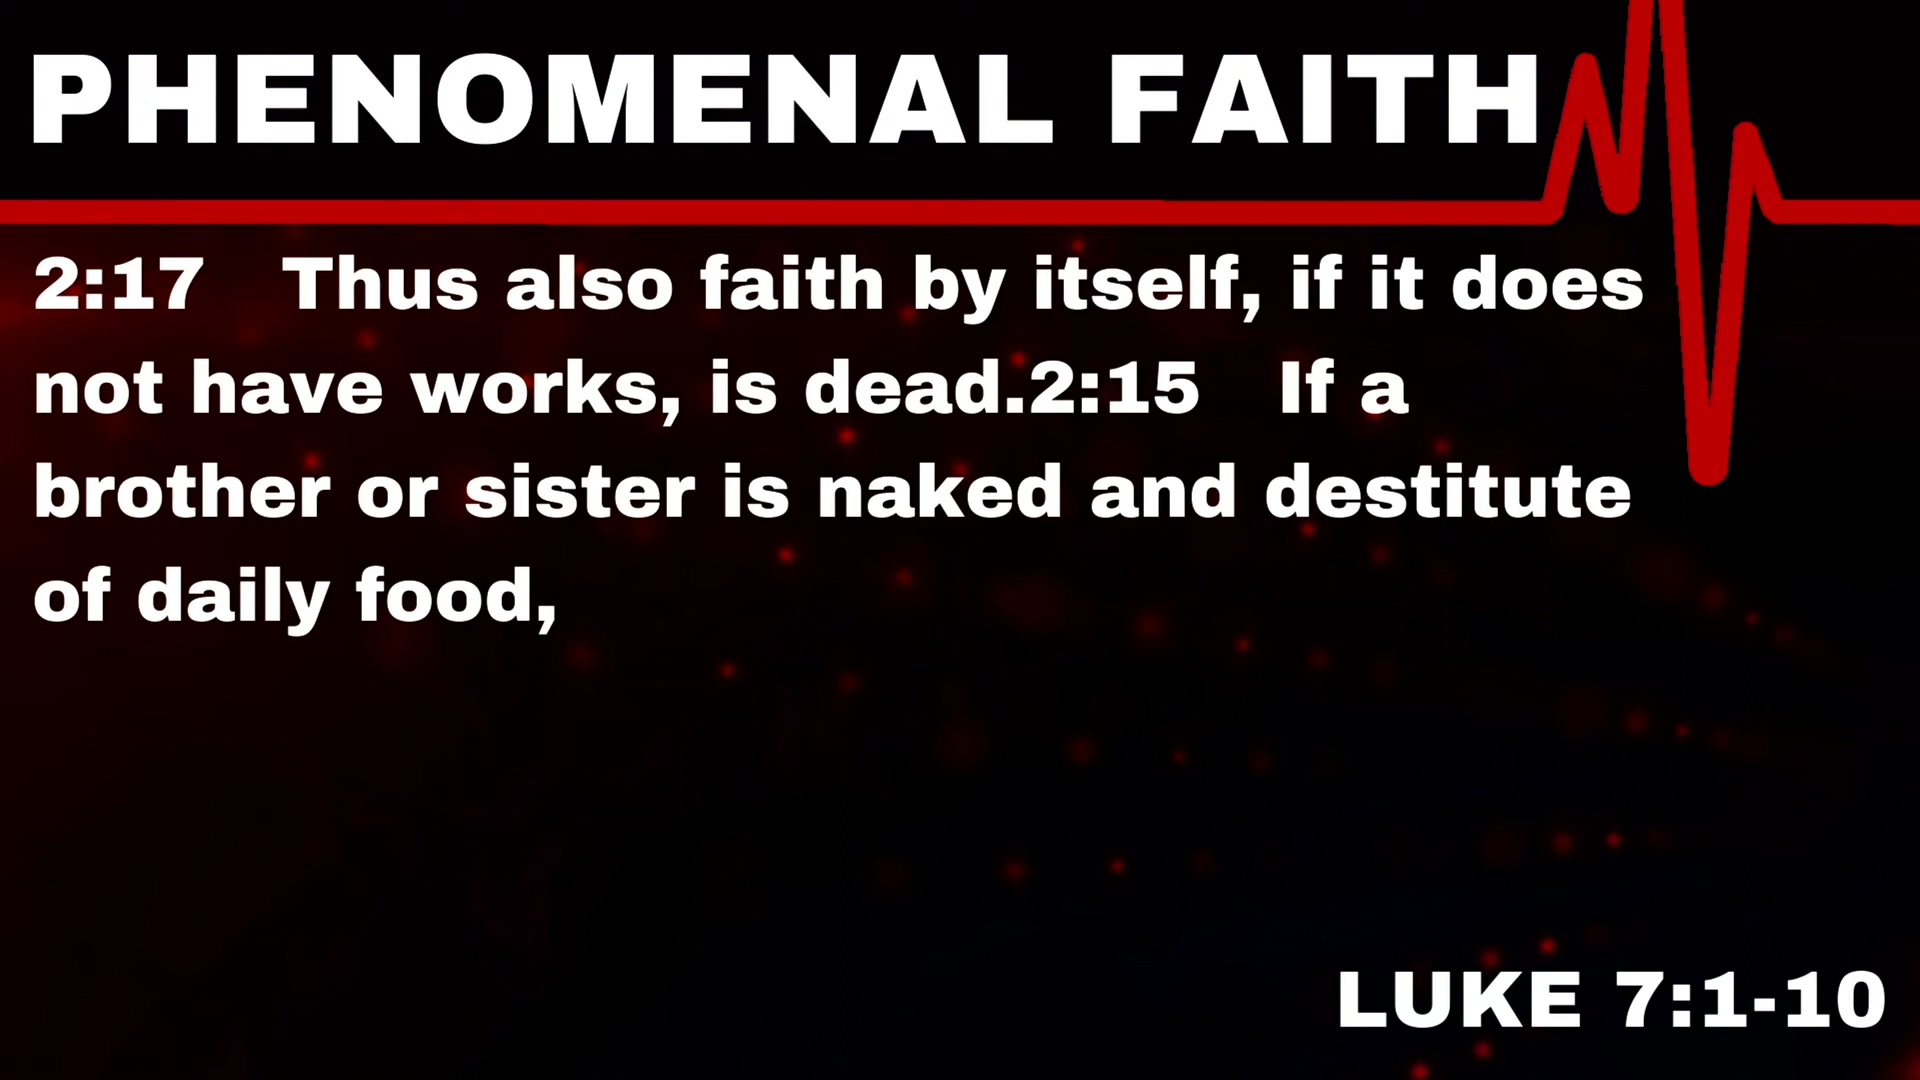 PHENOMENAL FAITH
2:17 Thus also faith by itself, if it does
not have works, is dead.2:15 If a
brother or sister is naked and destitute
of daily food,
LUKE 7:1-10